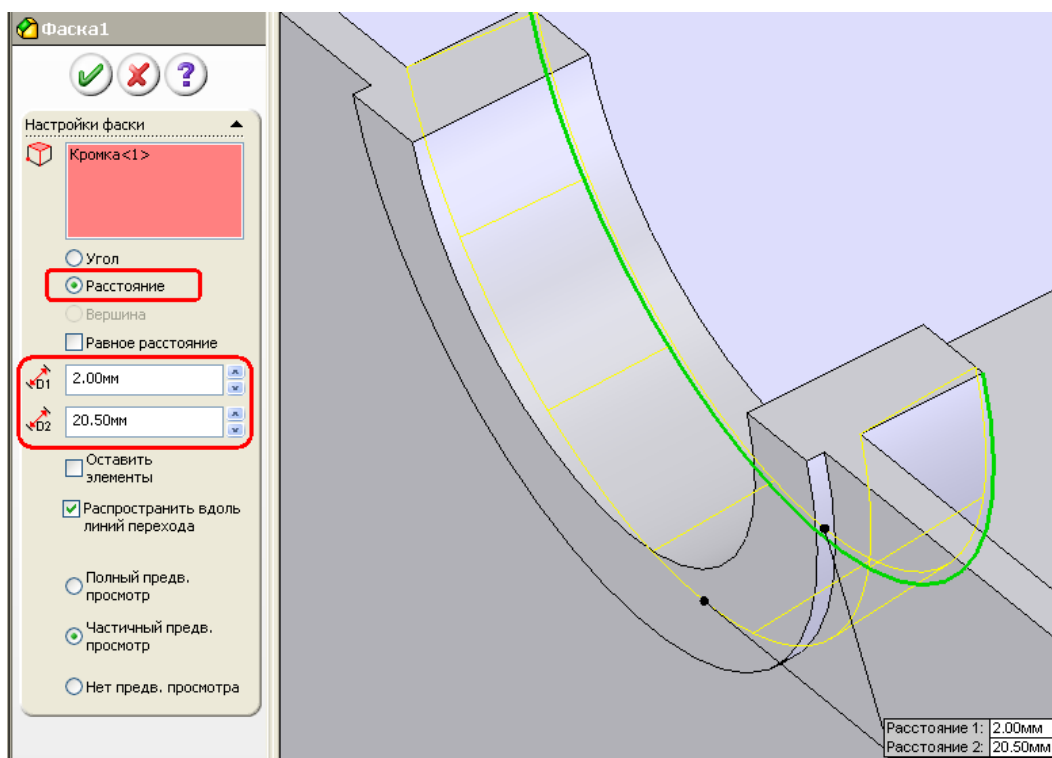 Фаска1
?
Настройки фаски
Кромка<1>
Угол
Расстояние
Вершина
Равное расстояние
D1 2.00мм
D2 20.50мм
Оставить
элементы
Распространить вдоль
линий перехода
Полный предв.
просмотр
Частичный предв.
просмотр
Нет предв. просмотра
Расстояние 1: 2.00мм
Расстояние 2: 20.50мм